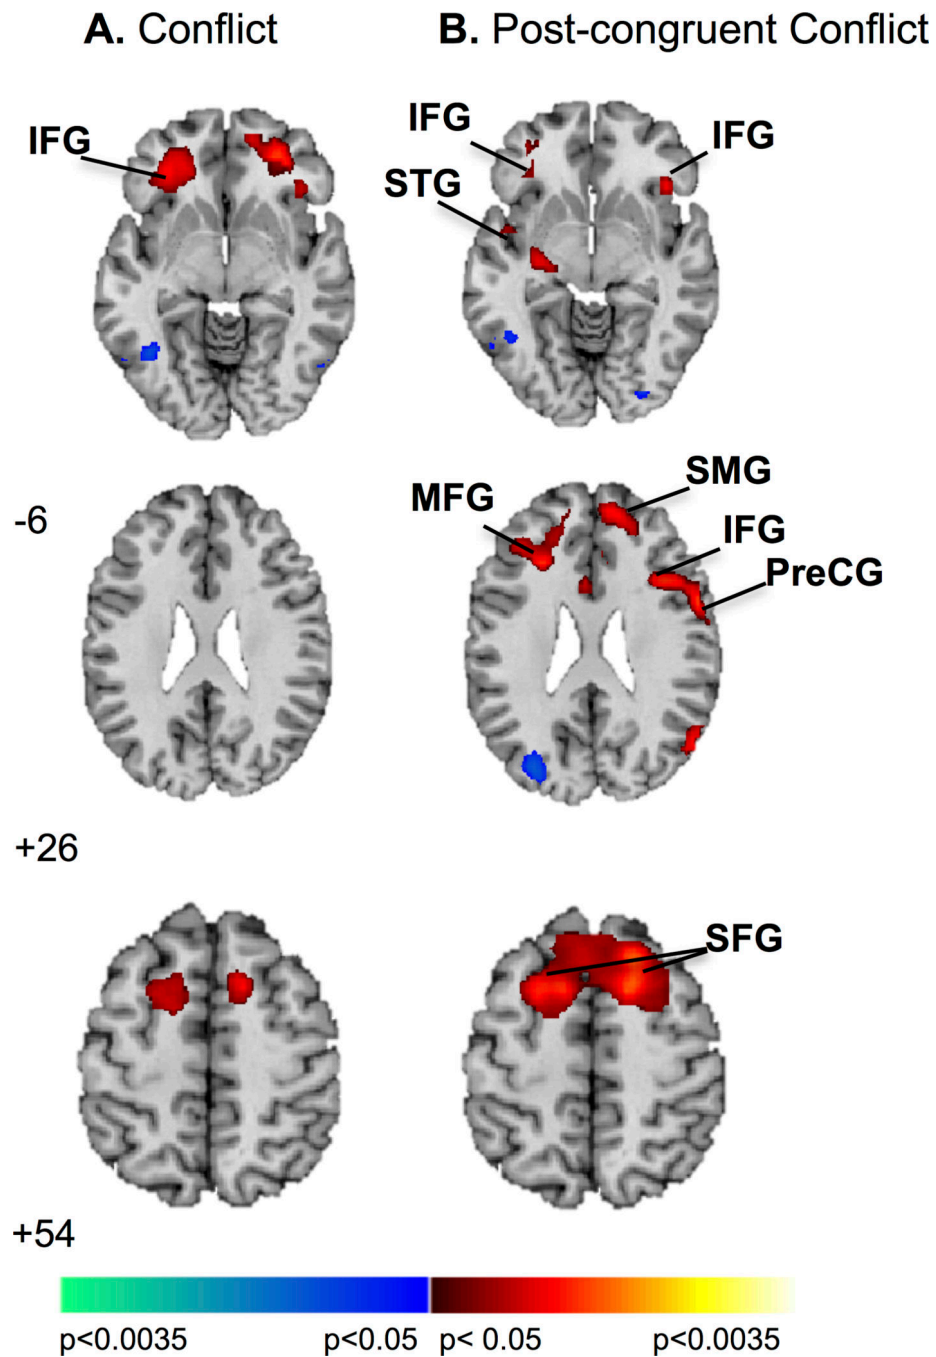 A. Conflict
B. Post-congruent Conflict
IFG
IFG
IFG
STG
-6
MFG
SMG
IFG
PreCG
+26
SFG
+54
p<0.0035
p<0.05
p< 0.05
p<0.0035